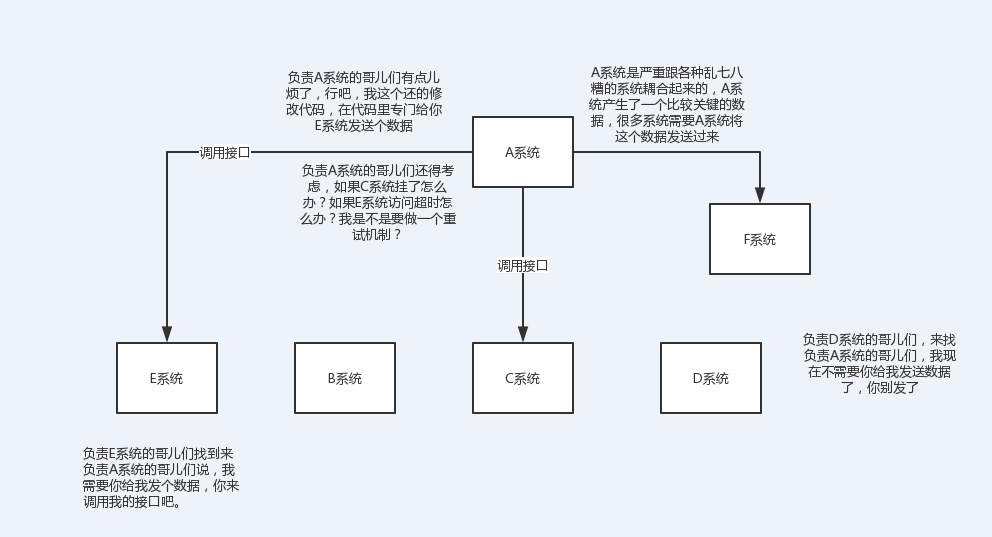 负责A系统的哥儿们有点儿
烦了，行吧，我这个还的修
改代码，在代码里专门给你
E系统发送个数据
A系统是严重跟各种乱七八
糟的系统耦合起来的，A系
统产生了一个比较关键的数
据，很多系统需要A系统将
这个数据发送过来
调用接口
A系统
负责A系统的哥儿们还得考
虑，如果C系统挂了怎么
办？如果E系统访问超时怎
么办？我是不是要做一个重
试机制？
F系统
调用接口
E系统
B系统
C系统
D系统
负责D系统的哥儿们，来找
负责A系统的哥儿们，我现
在不需要你给我发送数据
了，你别发了
负责E系统的哥儿们找到来
负责A系统的哥儿们说，我
需要你给我发个数据，你来
调用我的接口吧。